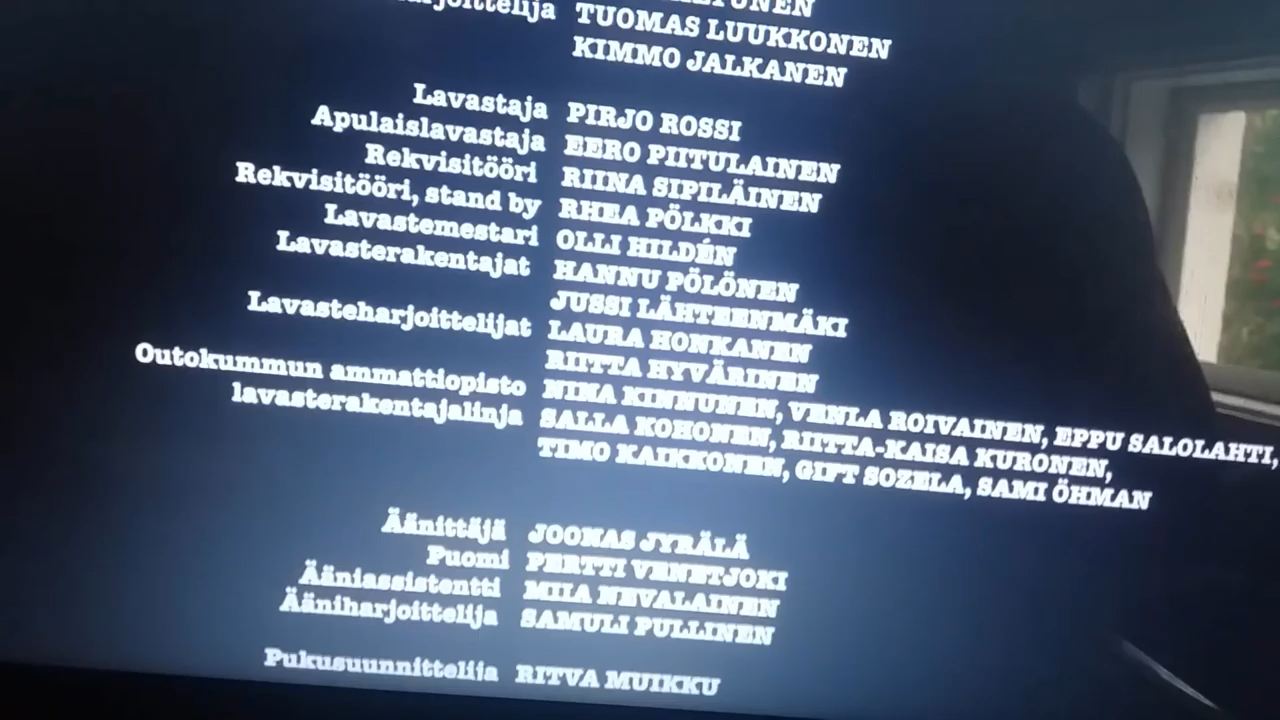 TUOMAS LUUKKONEN
KIMMO JALKANEN
Lavastaja PIRJO ROSSI
Apulaislavastaja EERO PIITULAINEN
Rekvisitööri RIINA SIPILÄINEN
Rekvisitööri, stand by RHEA PÖLKKI
Lavastemestari OLLI HILDÉN
Lavasterakentajat HANNU PÖLÖNEN
JUSSI LÄHTEENMÄKI
Lavasteharjoittelijat LAURA HONKANEN
RIITTA HYVÄRINEN
Outokummun ammattiopisto NINA KINNUNEN, VENLA ROIVAINEN, EPPU SALOLAHTI,
lavasterakentajalinja SALLA KOHONEN, RIITTA-KAISA KURONEN,
TIMO KAIKKONEN, GIFT SOZELA, SAMI ÖHMAN
Äänittäjä JOONAS JYRÄLÄ
Puomi PERTTI VENETJOKI
Ääniassistentti MIIA NEVALAINEN
Ääniharjoittelija SAMULI PULLINEN
Pukusuunnittelija RITVA MUIKKU